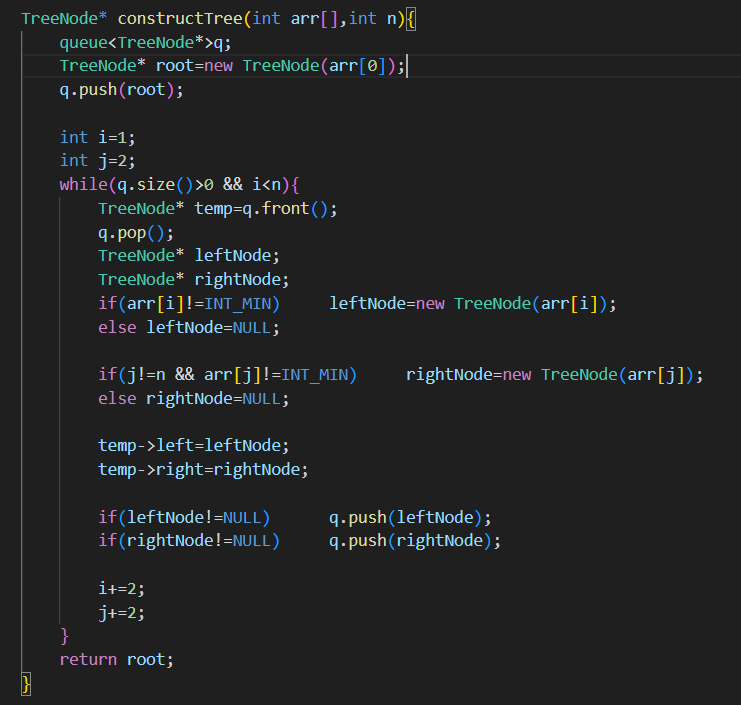 TreeNode* constructTree(int arr[],int n){
    queue<TreeNode*>q;
    TreeNode* root=new TreeNode(arr[0]);
    q.push(root);

    int i=1;
    int j=2;
    while(q.size()>0 && i<n){
        TreeNode* temp=q.front();
        q.pop();
        TreeNode* leftNode;
        TreeNode* rightNode;
        if(arr[i]!=INT_MIN)     leftNode=new TreeNode(arr[i]);
        else leftNode=NULL;

        if(j!=n && arr[j]!=INT_MIN)     rightNode=new TreeNode(arr[j]);
        else rightNode=NULL;

        temp->left=leftNode;
        temp->right=rightNode;

        if(leftNode!=NULL)      q.push(leftNode);
        if(rightNode!=NULL)     q.push(rightNode);

        i+=2;
        j+=2;
    }
    return root;
}